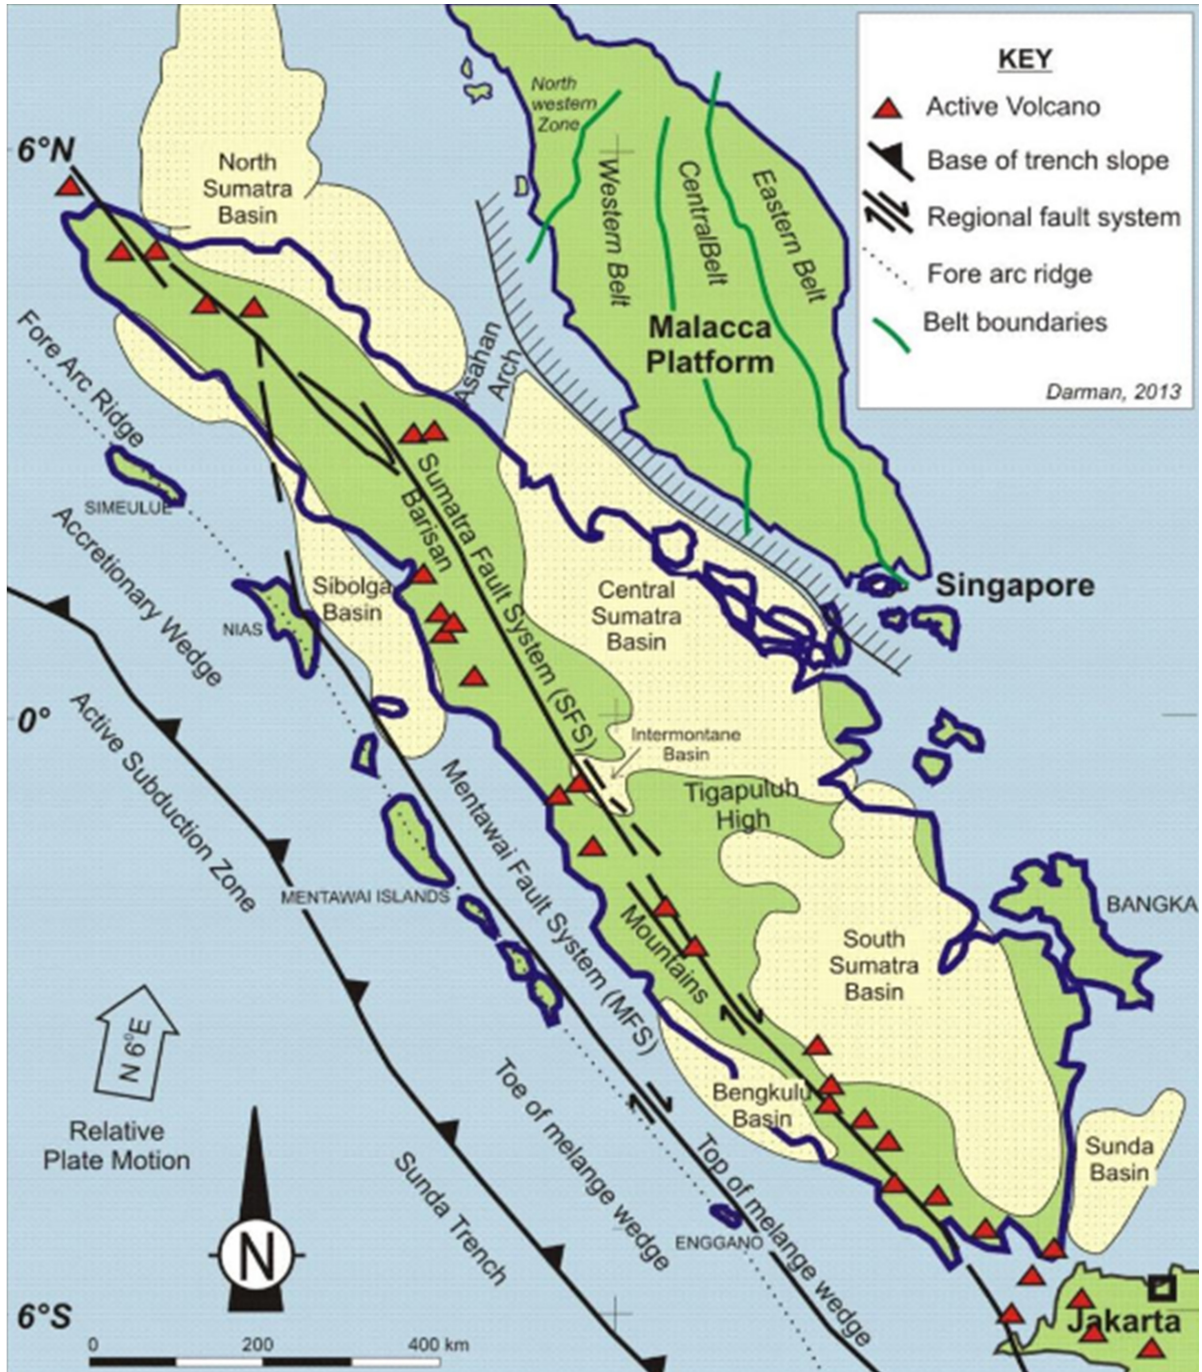 KEY
Active Volcano
Base of trench slope
Regional fault system
Fore arc ridge
Belt boundaries
Darman, 2013
6°N
North
Sumatra
Basin
North
western
Zone
Western Belt
CentralBelt
Eastern Belt
Malacca
Platform
Asahan
Arch
Fore Arc Ridge
SIMEULUE
Accretionary Wedge
Barisan
Sumatra Fault System (SFS)
Sibolga
Basin
NIAS
Central
Sumatra
Basin
Singapore
0°
Active Subduction Zone
Intermontane
Basin
Tigapuluh
High
Mentawai Fault System (MFS)
MENTAWAI ISLANDS
Mountains
South
Sumatra
Basin
BANGKA
N 6°E
Relative
Plate Motion
Bengkulu
Basin
Sunda
Basin
Toe of melange wedge
Top of melange wedge
Sunda Trench
ENGGANO
N
6°S
Jakarta
0 200 400 km